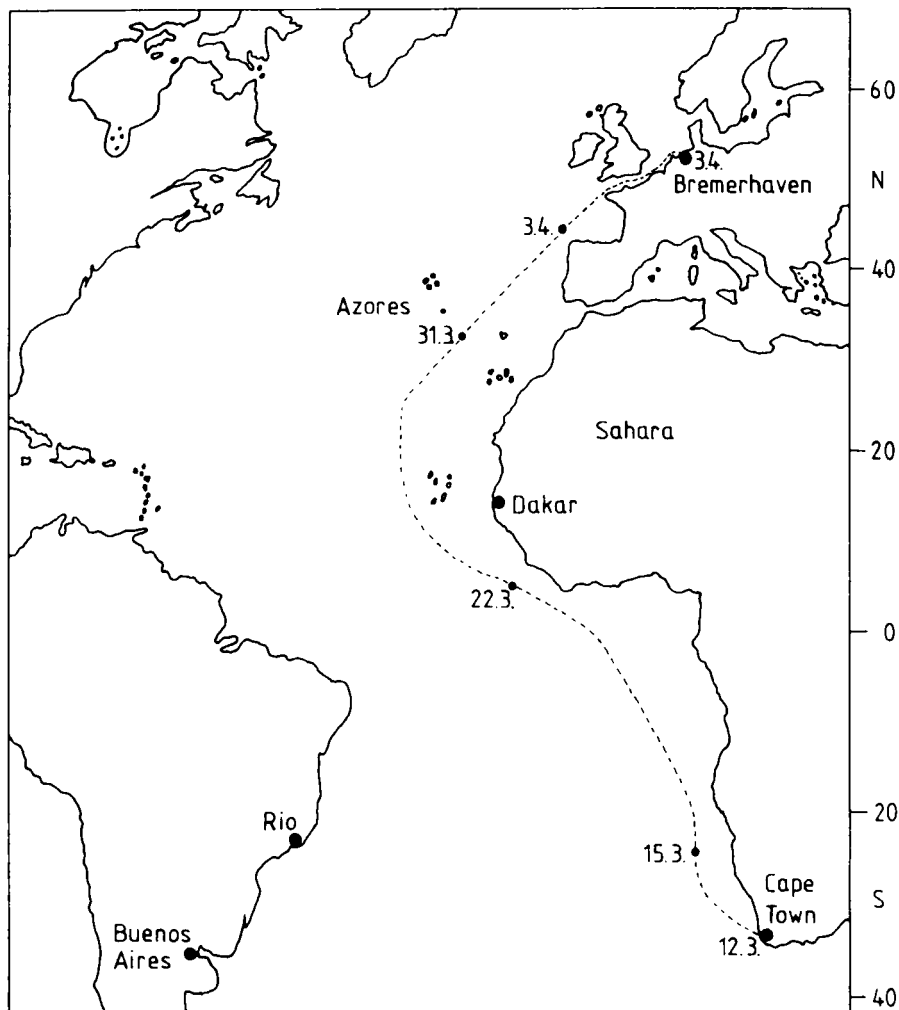 60
3.4.
Bremerhaven
N
3.4.
40
Azores
31.3.
Sahara
20
Dakar
22.3.
0
20
Rio
15.3.
Cape
Town
S
Buenos
Aires
12.3.
40